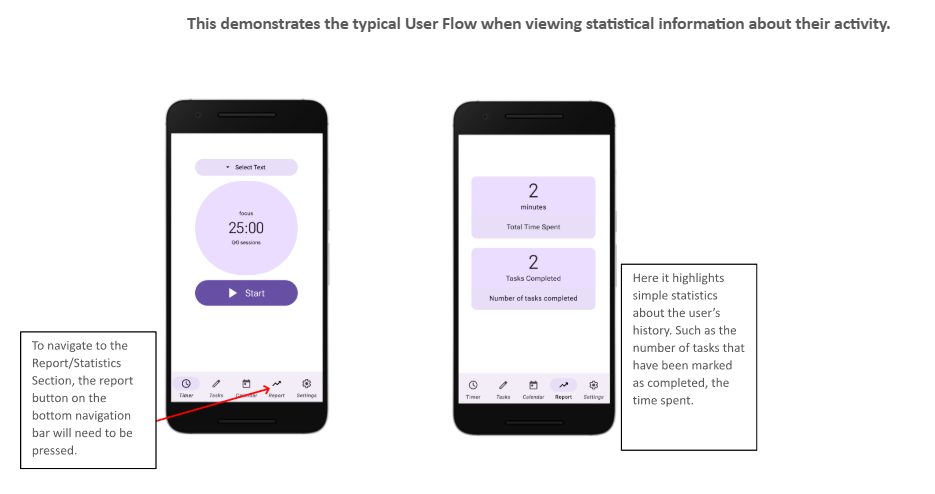 This demonstrates the typical User Flow when viewing statistical information about their activity.
Select Text
focus
25:00
0/0 sessions
Start
Timer Tasks Calendar Report Settings
To navigate to the
Report/Statistics
Section, the report
button on the
bottom navigation
bar will need to be
pressed.
2
minutes
Total Time Spent
2
Tasks Completed
Number of tasks completed
Timer Tasks Calendar Report Settings
Here it highlights
simple statistics
about the user's
history. Such as the
number of tasks that
have been marked
as completed, the
time spent.